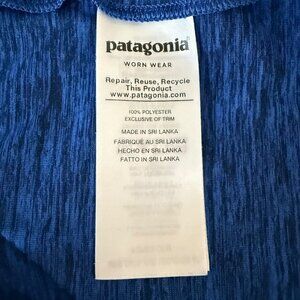 patagonia®
WORN WEAR
Repair, Reuse, Recycle
This Product
www.patagonia.com
100% POLYESTER
EXCLUSIVE OF TRIM
MADE IN SRI LANKA
FABRIQUÉ AU SRI LANKA
HECHO EN SRI LANKA
FATTO IN SRI LANKA